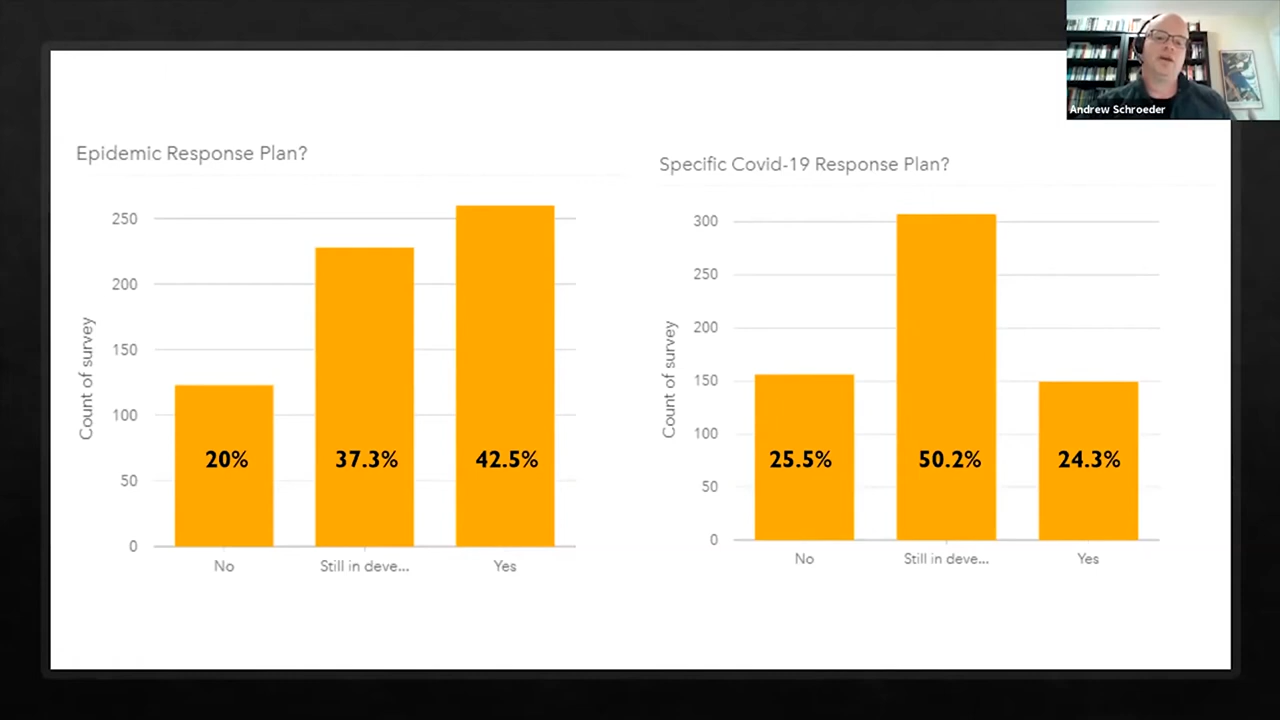 Andrew Schroeder
Epidemic Response Plan?
250
200
150
100
50
0
Count of survey
20%
37.3%
42.5%
No
Still in deve...
Yes
Specific Covid-19 Response Plan?
300
250
200
150
100
50
0
Count of survey
25.5%
50.2%
24.3%
No
Still in deve...
Yes